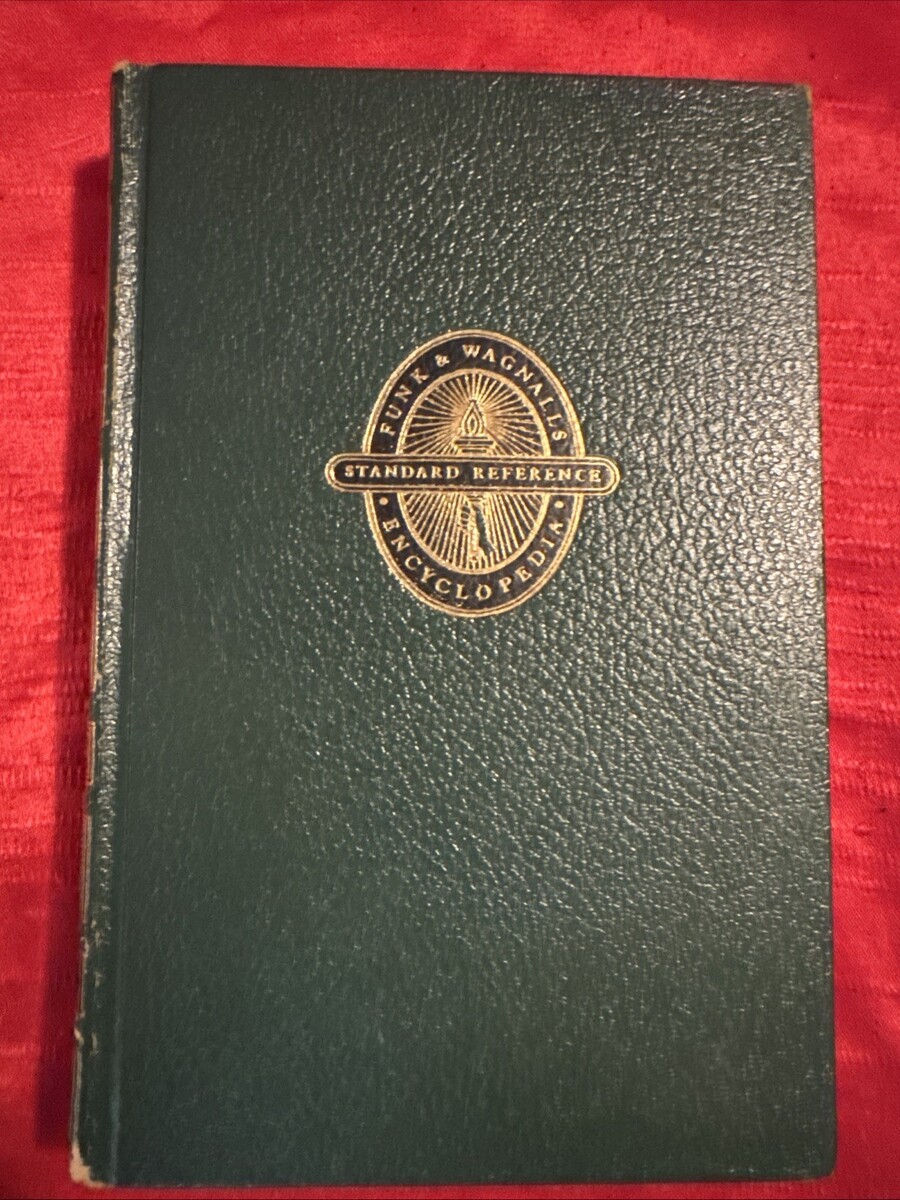 FUNK & WAGNALLS
STANDARD REFERENCE
• ENCYCLOPEDIA •